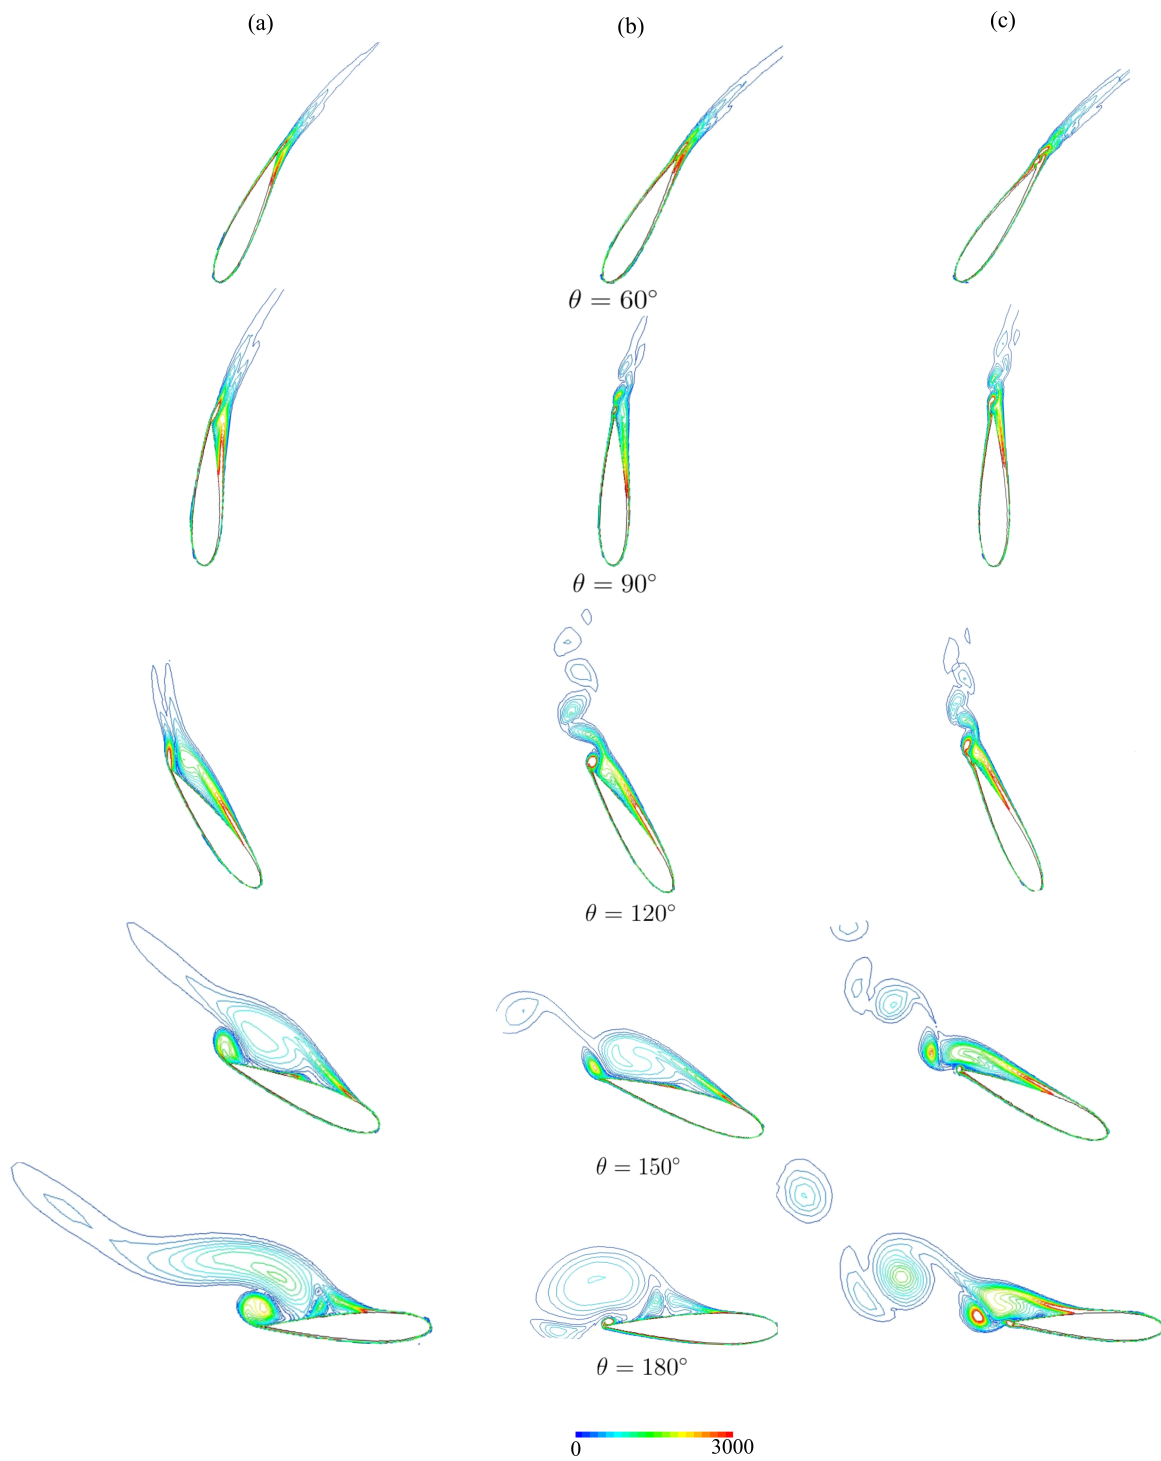 (a) (b) (c)
θ = 60°
θ = 90°
θ = 120°
θ = 150°
θ = 180°
0 3000